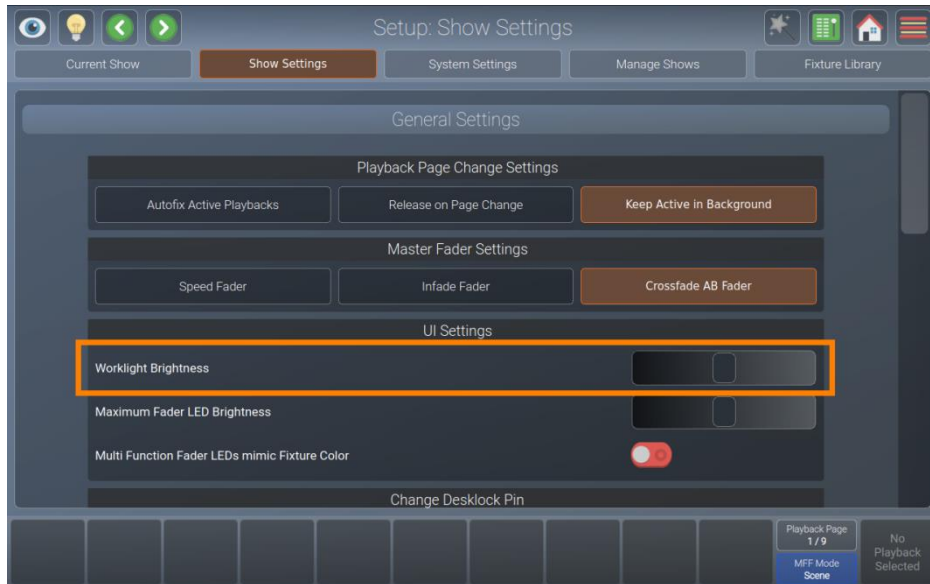 Setup: Show Settings
Current Show
Show Settings
System Settings
Manage Shows
Fixture Library
General Settings
Playback Page Change Settings
Autofix Active Playbacks
Release on Page Change
Keep Active in Background
Master Fader Settings
Speed Fader
Infade Fader
Crossfade AB Fader
UI Settings
Worklight Brightness
Maximum Fader LED Brightness
Multi Function Fader LEDs mimic Fixture Color
Change Desklock Pin
Playback Page
1 / 9
MFF Mode
Scene
No
Playback
Selected